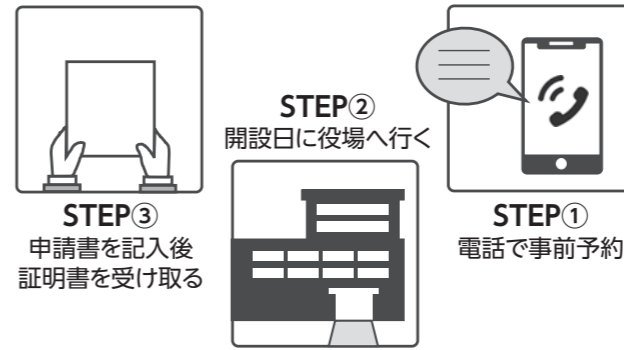 STEP①
電話で事前予約
STEP②
開設日に役場へ行く
STEP③
申請書を記入後
証明書を受け取る